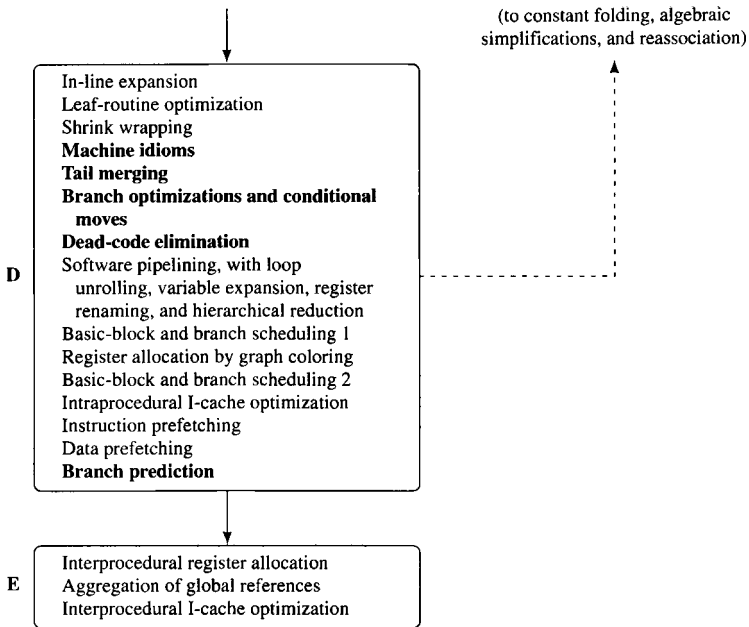 (to constant folding, algebraic
simplifications, and reassociation)
In-line expansion
Leaf-routine optimization
Shrink wrapping
Machine idioms
Tail merging
Branch optimizations and conditional
moves
Dead-code elimination
D
Software pipelining, with loop
unrolling, variable expansion, register
renaming, and hierarchical reduction
Basic-block and branch scheduling 1
Register allocation by graph coloring
Basic-block and branch scheduling 2
Intraprocedural I-cache optimization
Instruction prefetching
Data prefetching
Branch prediction
E
Interprocedural register allocation
Aggregation of global references
Interprocedural I-cache optimization